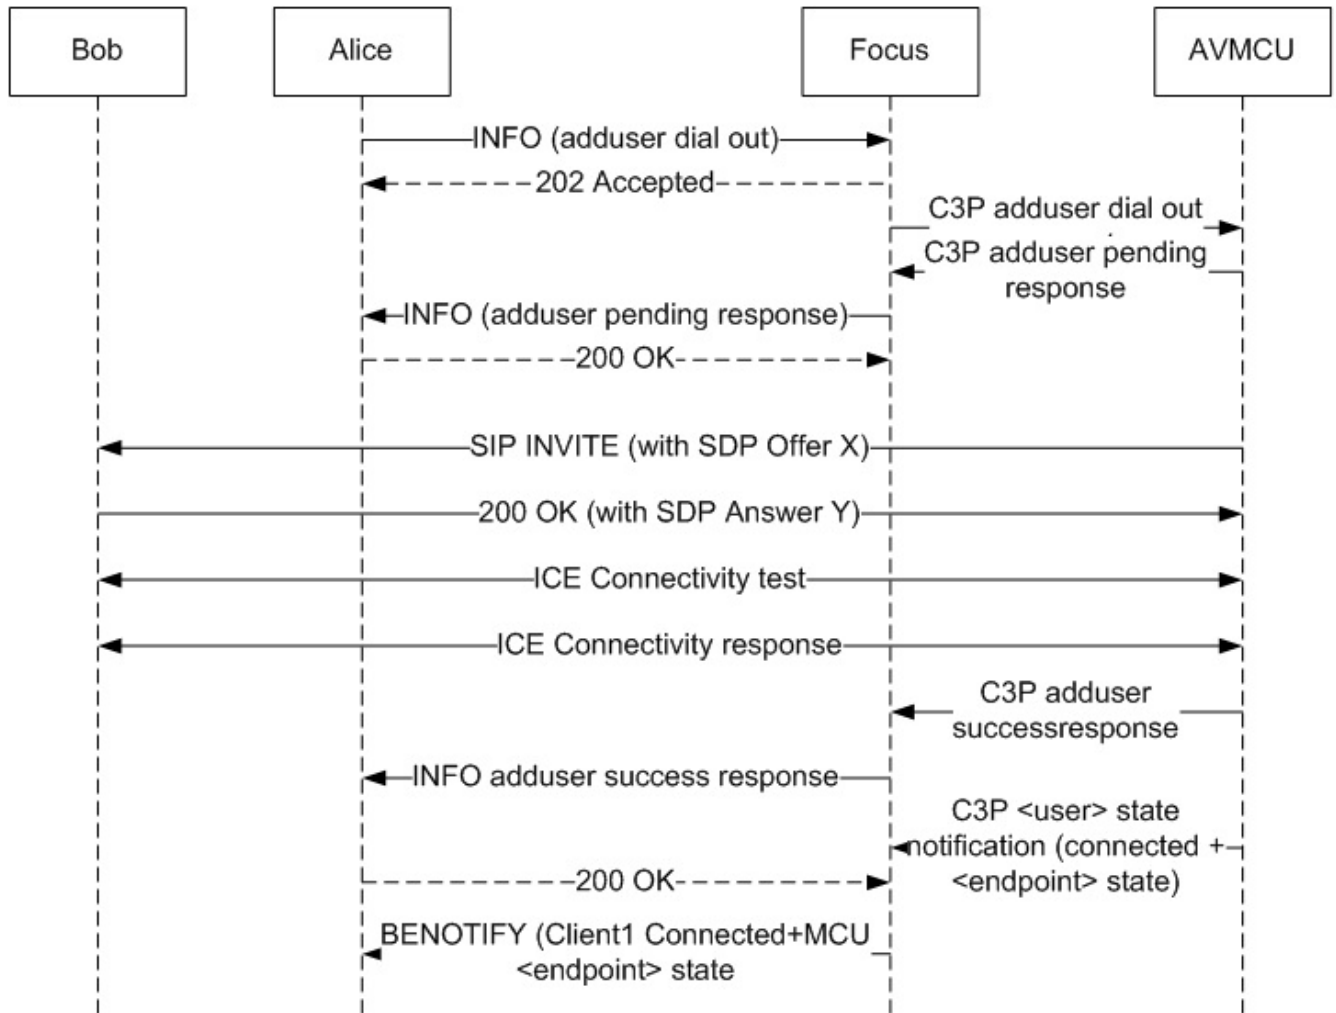 Bob
Alice
Focus
AVMCU
INFO (adduser dial out)
202 Accepted
C3P adduser dial out
C3P adduser pending
response
INFO (adduser pending response)
200 OK
SIP INVITE (with SDP Offer X)
200 OK (with SDP Answer Y)
ICE Connectivity test
ICE Connectivity response
C3P adduser
successresponse
INFO adduser success response
C3P <user> state
notification (connected +
<endpoint> state)
200 OK
BENOTIFY (Client1 Connected+MCU
<endpoint> state